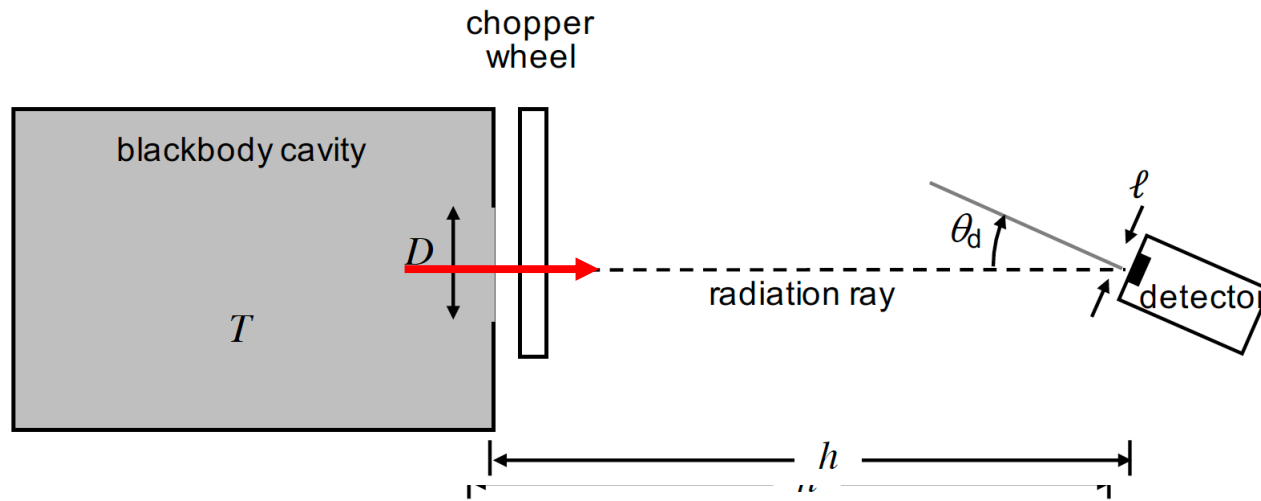 chopper
wheel
blackbody cavity
ℓ
θd
D
radiation ray
detector
T
h